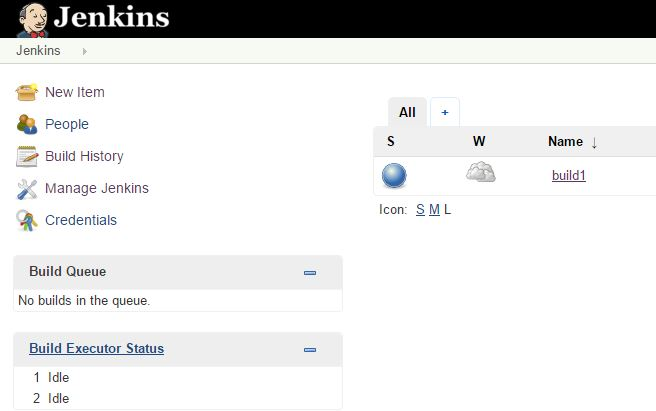 Jenkins
Jenkins
New Item
People
Build History
Manage Jenkins
Credentials
Build Queue
No builds in the queue.
Build Executor Status
1 Idle
2 Idle
All +
S W Name ↓
build1
Icon: S M L